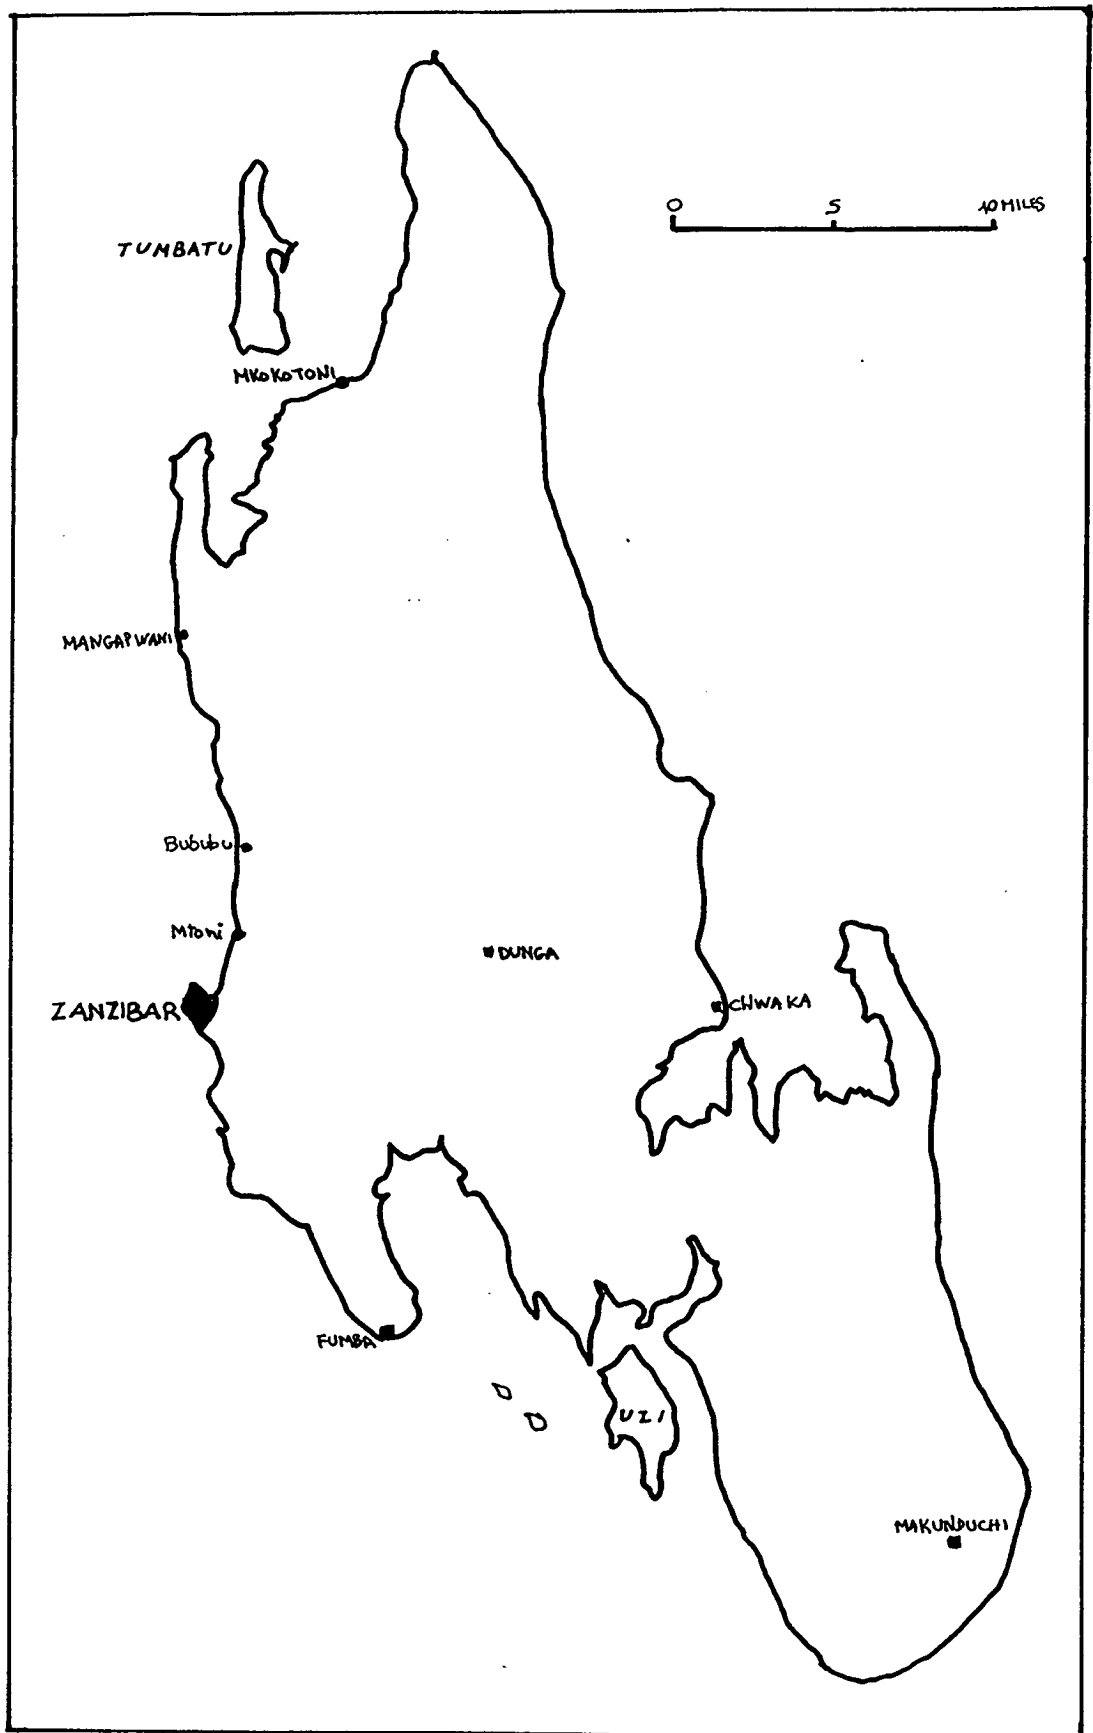 0 5 10 MILES
TUMBATU
MKOKOTONI
MANGAPWANI
Bububu
Mtoni
DUNGA
ZANZIBAR
CHWAKA
FUMBA
UZI
MAKUNDUCHI